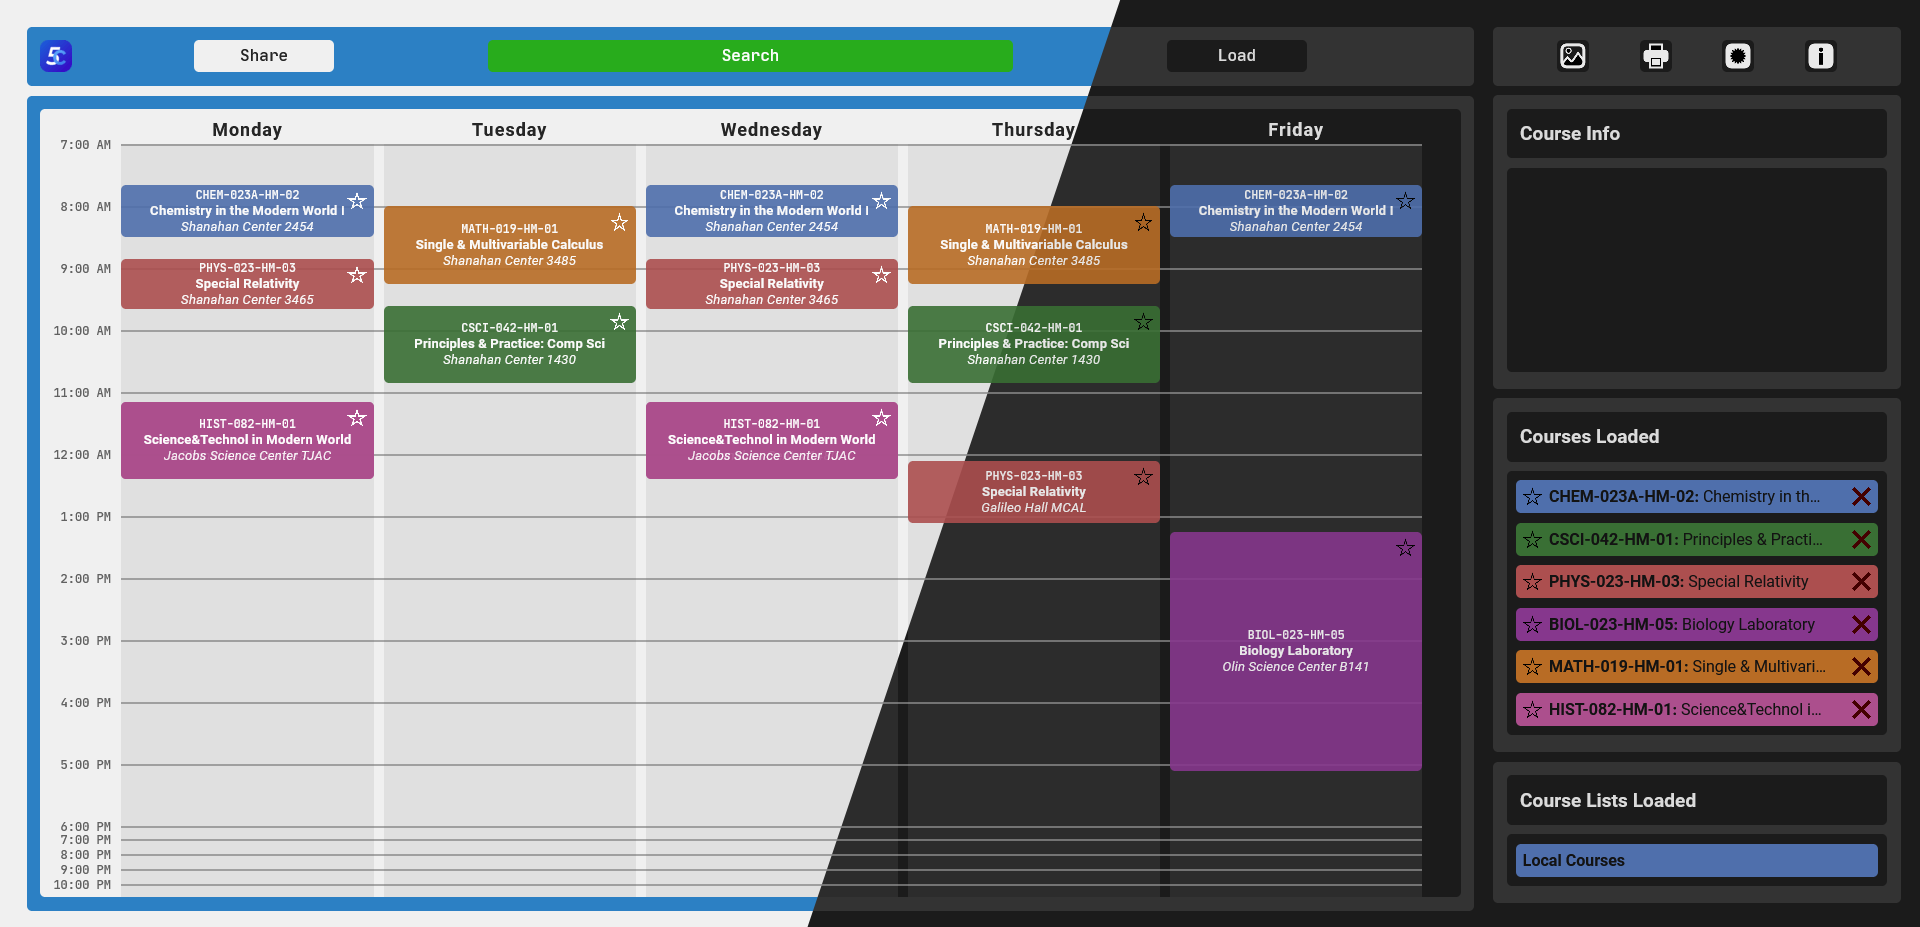 5C
Share
Search
Load
Monday
Tuesday
Wednesday
Thursday
Friday
7:00 AM
8:00 AM
9:00 AM
10:00 AM
11:00 AM
12:00 AM
1:00 PM
2:00 PM
3:00 PM
4:00 PM
5:00 PM
6:00 PM
7:00 PM
8:00 PM
9:00 PM
10:00 PM
CHEM-023A-HM-02
Chemistry in the Modern World I
Shanahan Center 2454
PHYS-023-HM-03
Special Relativity
Shanahan Center 3465
HIST-082-HM-01
Science&Technol in Modern World
Jacobs Science Center TJAC
MATH-019-HM-01
Single & Multivariable Calculus
Shanahan Center 3485
CSCI-042-HM-01
Principles & Practice: Comp Sci
Shanahan Center 1430
CHEM-023A-HM-02
Chemistry in the Modern World I
Shanahan Center 2454
PHYS-023-HM-03
Special Relativity
Shanahan Center 3465
HIST-082-HM-01
Science&Technol in Modern World
Jacobs Science Center TJAC
MATH-019-HM-01
Single & Multivariable Calculus
Shanahan Center 3485
CSCI-042-HM-01
Principles & Practice: Comp Sci
Shanahan Center 1430
PHYS-023-HM-03
Special Relativity
Galileo Hall MCAL
CHEM-023A-HM-02
Chemistry in the Modern World I
Shanahan Center 2454
BIOL-023-HM-05
Biology Laboratory
Olin Science Center B141
Course Info
Courses Loaded
CHEM-023A-HM-02: Chemistry in th...
CSCI-042-HM-01: Principles & Practi...
PHYS-023-HM-03: Special Relativity
BIOL-023-HM-05: Biology Laboratory
MATH-019-HM-01: Single & Multivari...
HIST-082-HM-01: Science&Technol i...
Course Lists Loaded
Local Courses